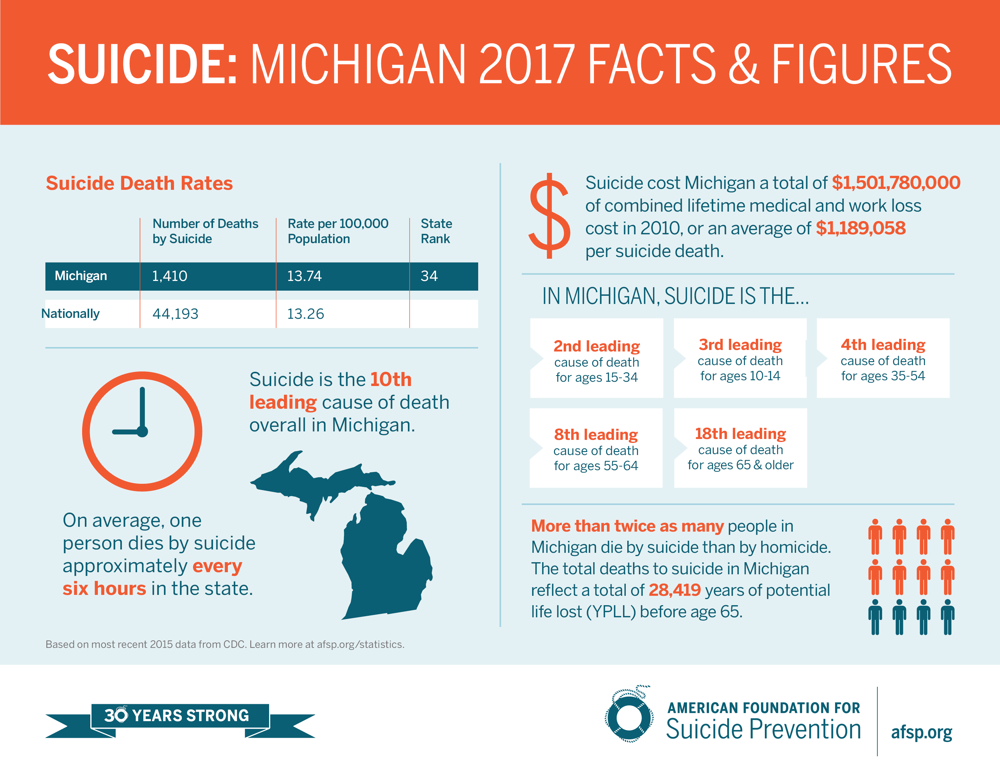 SUICIDE: MICHIGAN 2017 FACTS & FIGURES
Suicide Death Rates
Number of Deaths by Suicide
Rate per 100,000 Population
State Rank
Michigan 1,410 13.74 34
Nationally 44,193 13.26
Suicide is the 10th
leading cause of death
overall in Michigan.
On average, one
person dies by suicide
approximately every
six hours in the state.
Based on most recent 2015 data from CDC. Learn more at afsp.org/statistics.
Suicide cost Michigan a total of $1,501,780,000
of combined lifetime medical and work loss
cost in 2010, or an average of $1,189,058
per suicide death.
IN MICHIGAN, SUICIDE IS THE...
2nd leading
cause of death
for ages 15-34
3rd leading
cause of death
for ages 10-14
4th leading
cause of death
for ages 35-54
8th leading
cause of death
for ages 55-64
18th leading
cause of death
for ages 65 & older
More than twice as many people in
Michigan die by suicide than by homicide.
The total deaths to suicide in Michigan
reflect a total of 28,419 years of potential
life lost (YPLL) before age 65.
30 YEARS STRONG
AMERICAN FOUNDATION FOR
Suicide Prevention
afsp.org